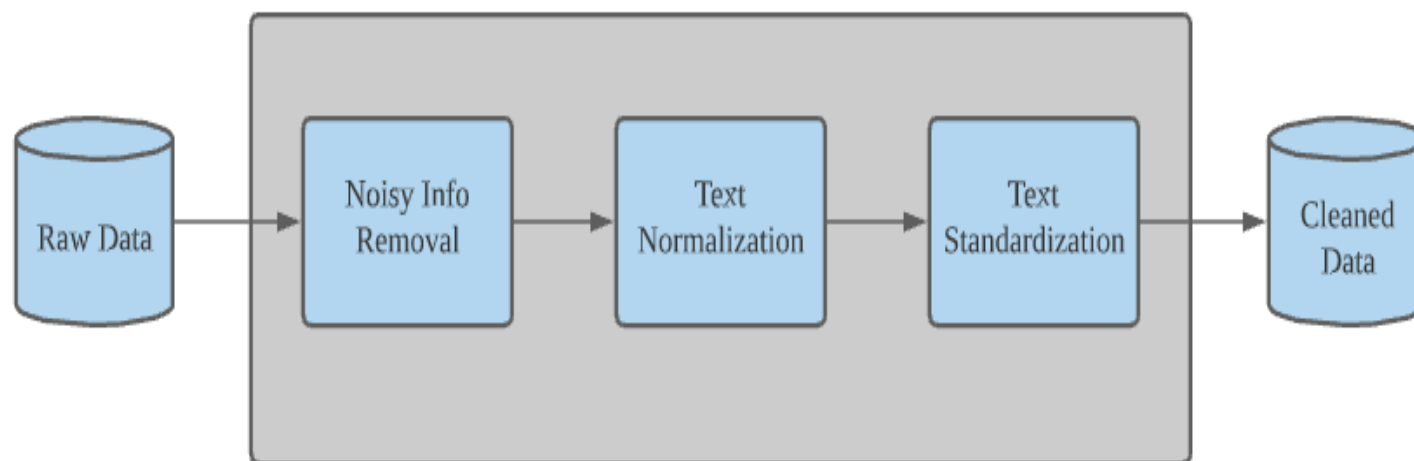 Raw Data
Noisy Info
Removal
Text
Normalization
Text
Standardization
Cleaned
Data